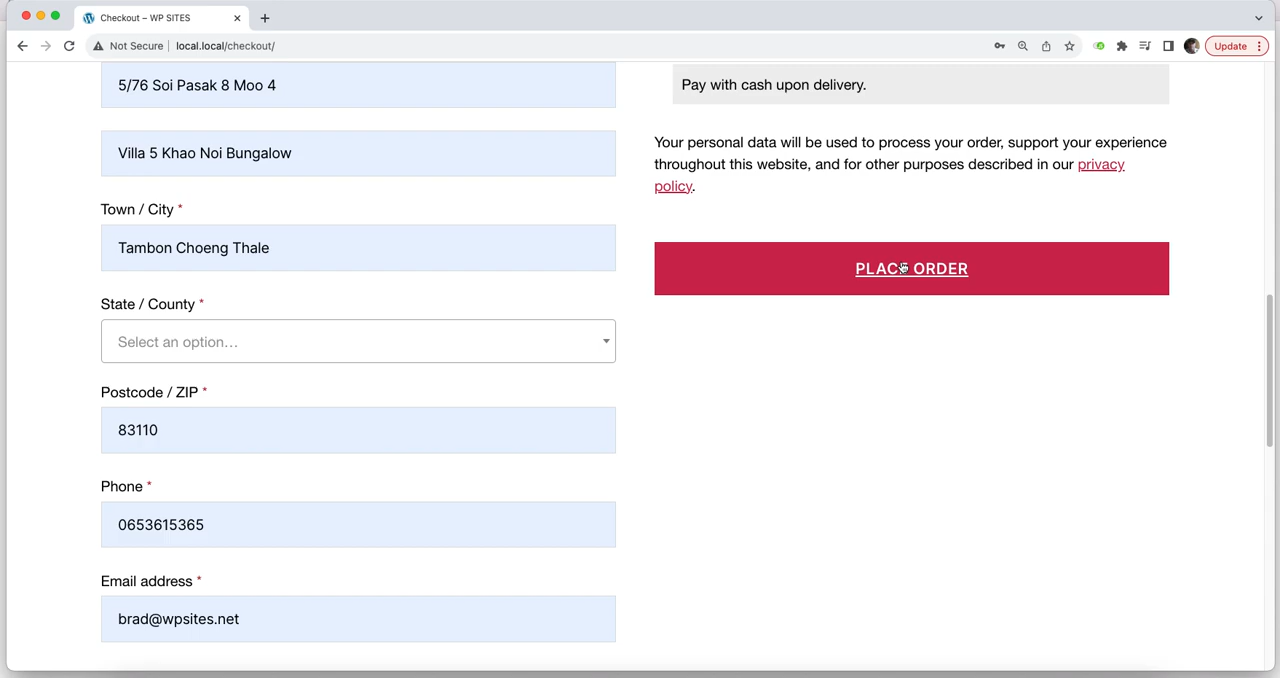 Checkout – WP SITES
Not Secure local.local/checkout/
Update
5/76 Soi Pasak 8 Moo 4
Villa 5 Khao Noi Bungalow
Town / City *
Tambon Choeng Thale
State / County *
Select an option…
Postcode / ZIP *
83110
Phone *
0653615365
Email address *
brad@wpsites.net
Pay with cash upon delivery.
Your personal data will be used to process your order, support your experience
throughout this website, and for other purposes described in our privacy
policy.
PLACE ORDER